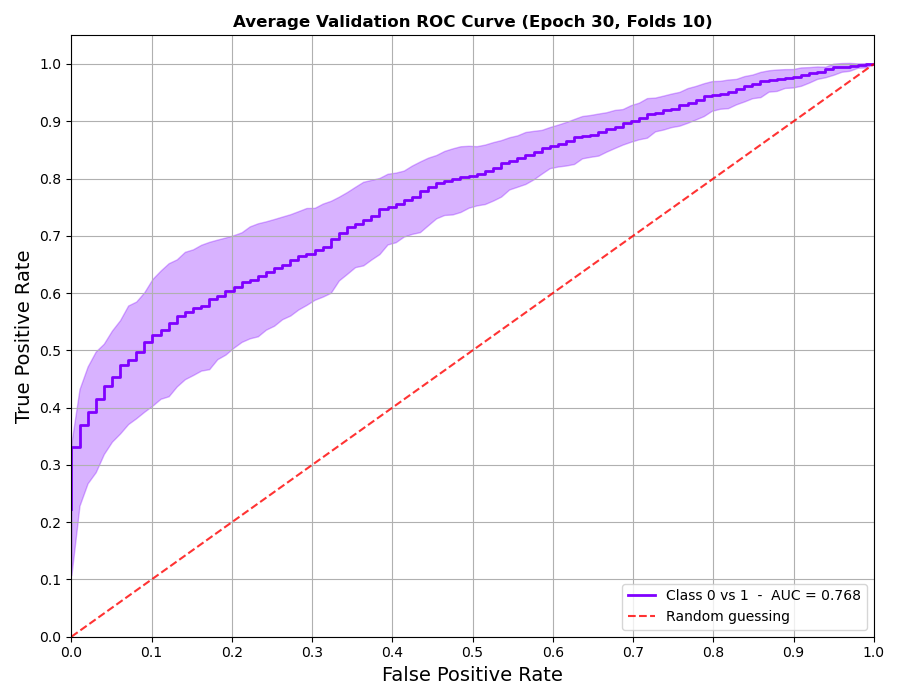 Average Validation ROC Curve (Epoch 30, Folds 10)
True Positive Rate
1.0
0.9
0.8
0.7
0.6
0.5
0.4
0.3
0.2
0.1
0.0
0.0 0.1 0.2 0.3 0.4 0.5 0.6 0.7 0.8 0.9 1.0
False Positive Rate
Class 0 vs 1 - AUC = 0.768
Random guessing